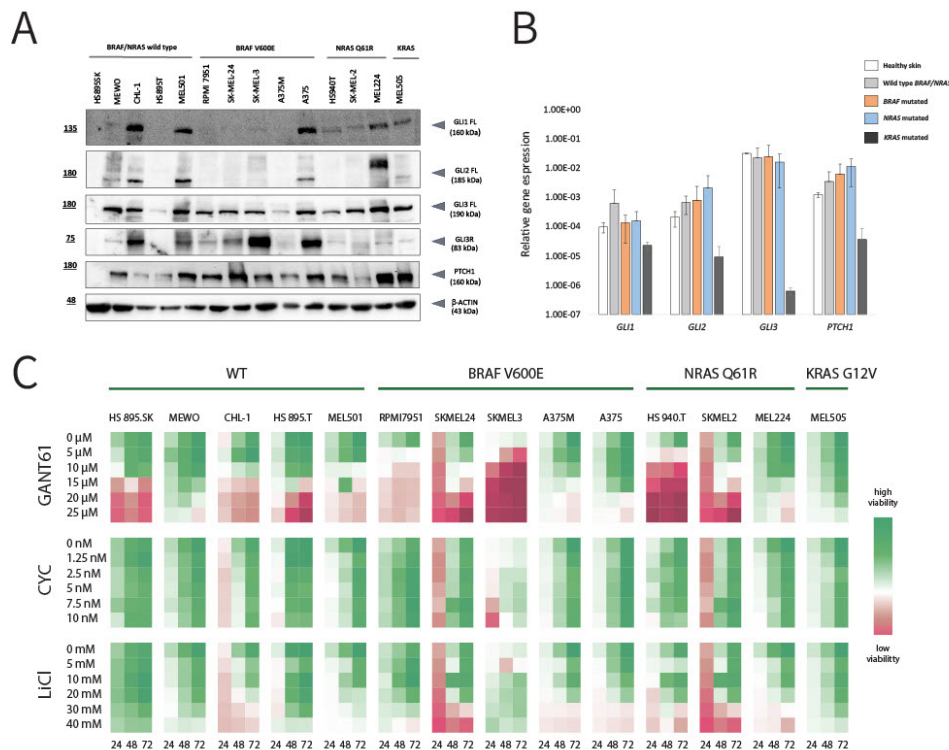 A
BRAF/NRAS wild type
BRAF V600E
NRAS Q61R
KRAS
HS895SK
MEWO
CHL-1
HS895T
MEL501
RPMI 7951
SK-MEL-24
SK-MEL-3
A375M
A375
HS940T
SK-MEL-2
MEL224
MEL505
135
GLI1 FL
(160 kDa)
180
GLI2 FL
(185 kDa)
180
GLI3 FL
(190 kDa)
75
GLI3R
(83 kDa)
180
PTCH1
(160 kDa)
48
β-ACTIN
(43 kDa)
B
Healthy skin
Wild type BRAF/NRAS
BRAF mutated
NRAS mutated
KRAS mutated
Relative gene espression
1.00E+00
1.00E-01
1.00E-02
1.00E-03
1.00E-04
1.00E-05
1.00E-06
1.00E-07
GLI1 GLI2 GLI3 PTCH1
C
WT BRAF V600E NRAS Q61R KRAS G12V
HS 895.SK MEWO CHL-1 HS 895.T MEL501 RPMI7951 SKMEL24 SKMEL3 A375M A375 HS 940.T SKMEL2 MEL224 MEL505
GANT61
0 µM
5 µM
10 µM
15 µM
20 µM
25 µM
CYC
0 nM
1.25 nM
2.5 nM
5 nM
7.5 nM
10 nM
LiCl
0 mM
5 mM
10 mM
20 mM
30 mM
40 mM
24 48 72 24 48 72 24 48 72 24 48 72 24 48 72 24 48 72 24 48 72 24 48 72 24 48 72 24 48 72 24 48 72 24 48 72 24 48 72 24 48 72
high
viability
low
viabilitty